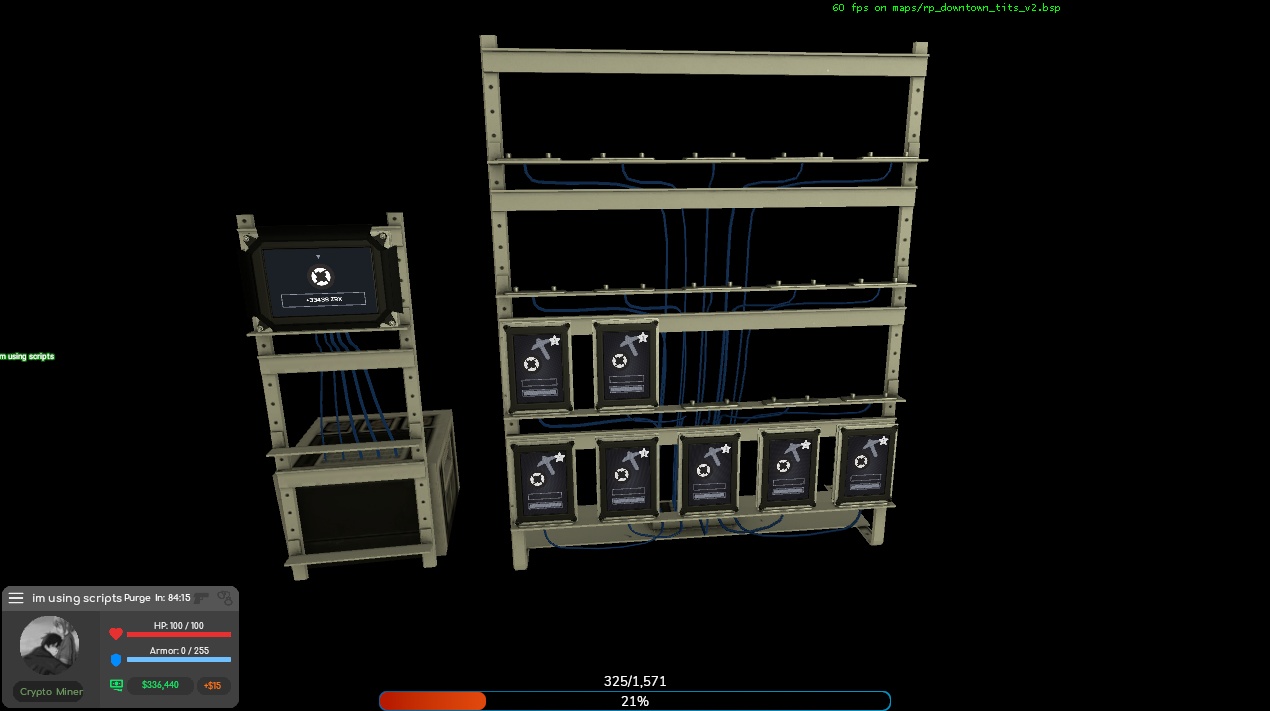 60 fps on maps/rp_downtown_tits_v2.bsp
m using scripts
im using scripts Purge In: 84:15
HP: 100 / 100
Armor: 0 / 255
Crypto Miner
$336,440
+$15
325/1,571
21%